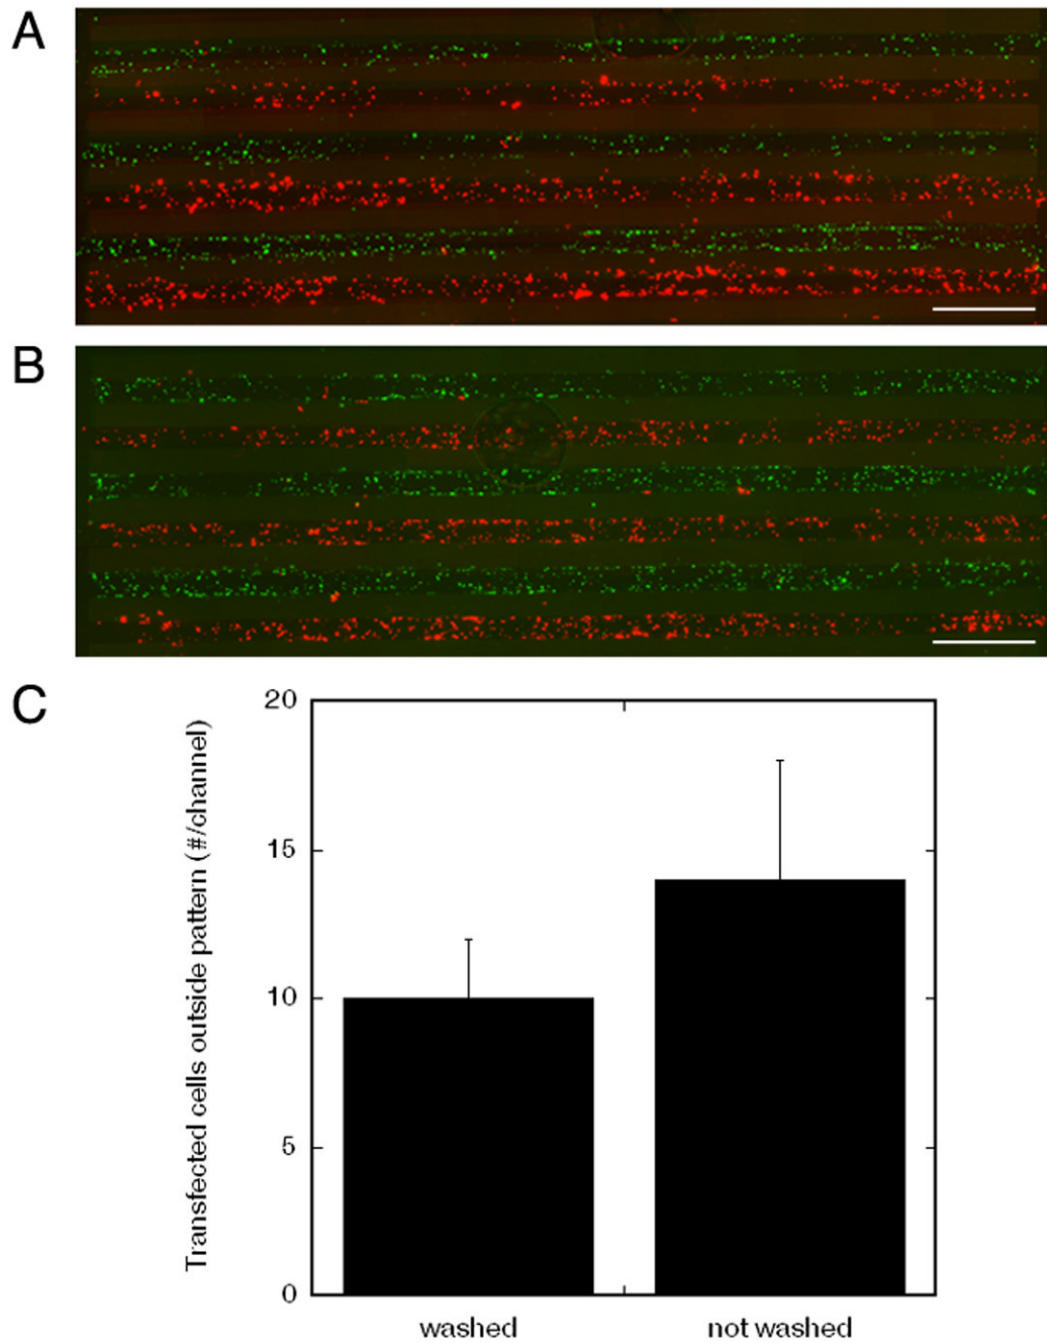 A
B
C
Transfected cells outside pattern (#/channel)
20
15
10
5
0
washed
not washed